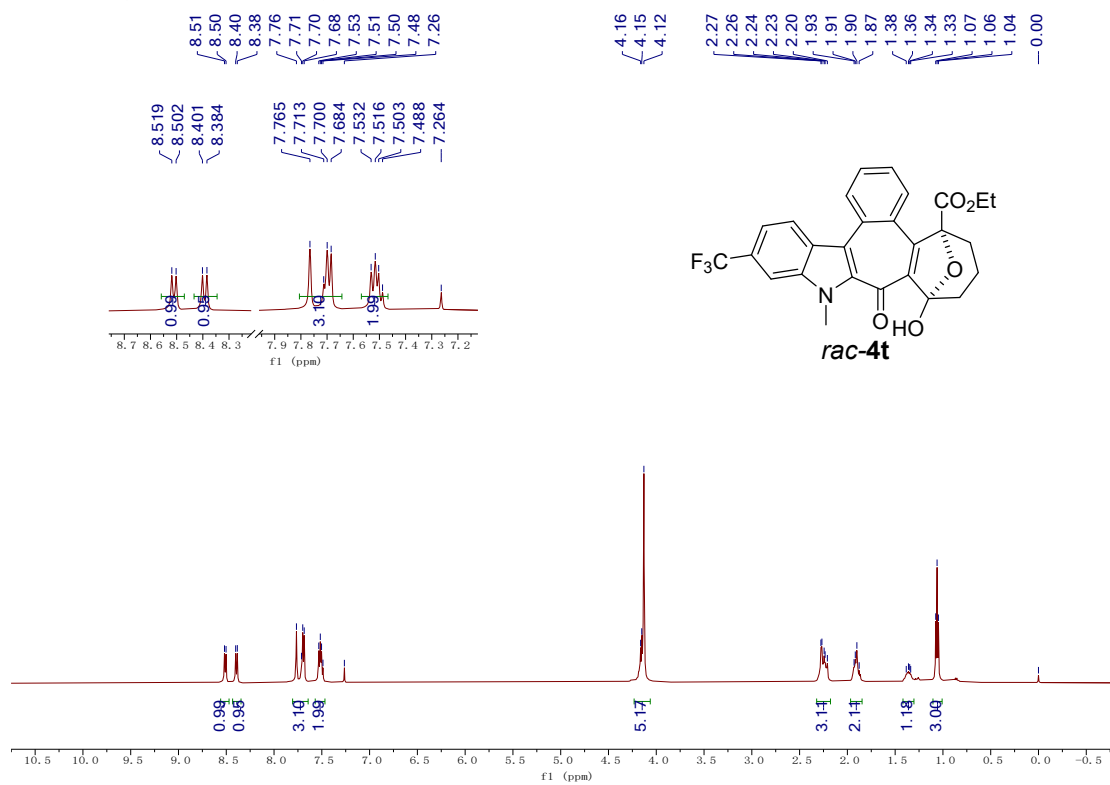 8.51 8.50 8.40 8.38 7.76 7.71 7.70 7.68 7.53 7.51 7.50 7.48 7.26 4.16 4.15 4.12 2.27 2.26 2.24 2.23 2.20 1.93 1.91 1.90 1.87 1.38 1.36 1.34 1.33 1.07 1.06 1.04 0.00
8.519 8.502 8.401 8.384 7.765 7.713 7.700 7.684 7.532 7.516 7.503 7.488 7.264
0.99 0.95 3.10 1.99
8.7 8.6 8.5 8.4 8.3 7.9 7.8 7.7 7.6 7.5 7.4 7.3 7.2
f1 (ppm)
CO2Et
F3C
O
N
O
HO
rac-4t
0.99 0.95 3.10 1.99 5.17 3.11 2.11 1.18 3.00
10.5 10.0 9.5 9.0 8.5 8.0 7.5 7.0 6.5 6.0 5.5 5.0 4.5 4.0 3.5 3.0 2.5 2.0 1.5 1.0 0.5 0.0 -0.5
f1 (ppm)